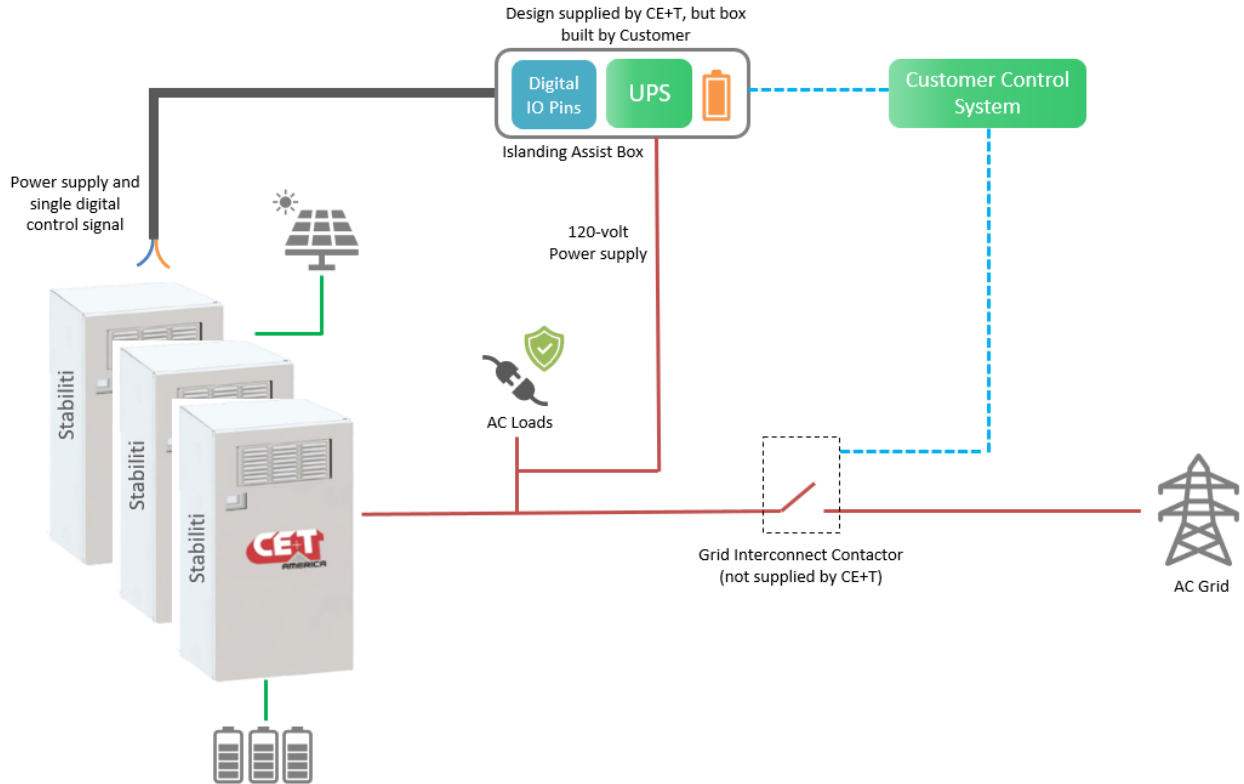 Design supplied by CE+T, but box
built by Customer
Digital
IO Pins
UPS
Customer Control
System
Islanding Assist Box
Power supply and
single digital
control signal
120-volt
Power supply
Stabiliti
Stabiliti
Stabiliti
AC Loads
CE+T
AMERICA
Grid Interconnect Contactor
(not supplied by CE+T)
AC Grid